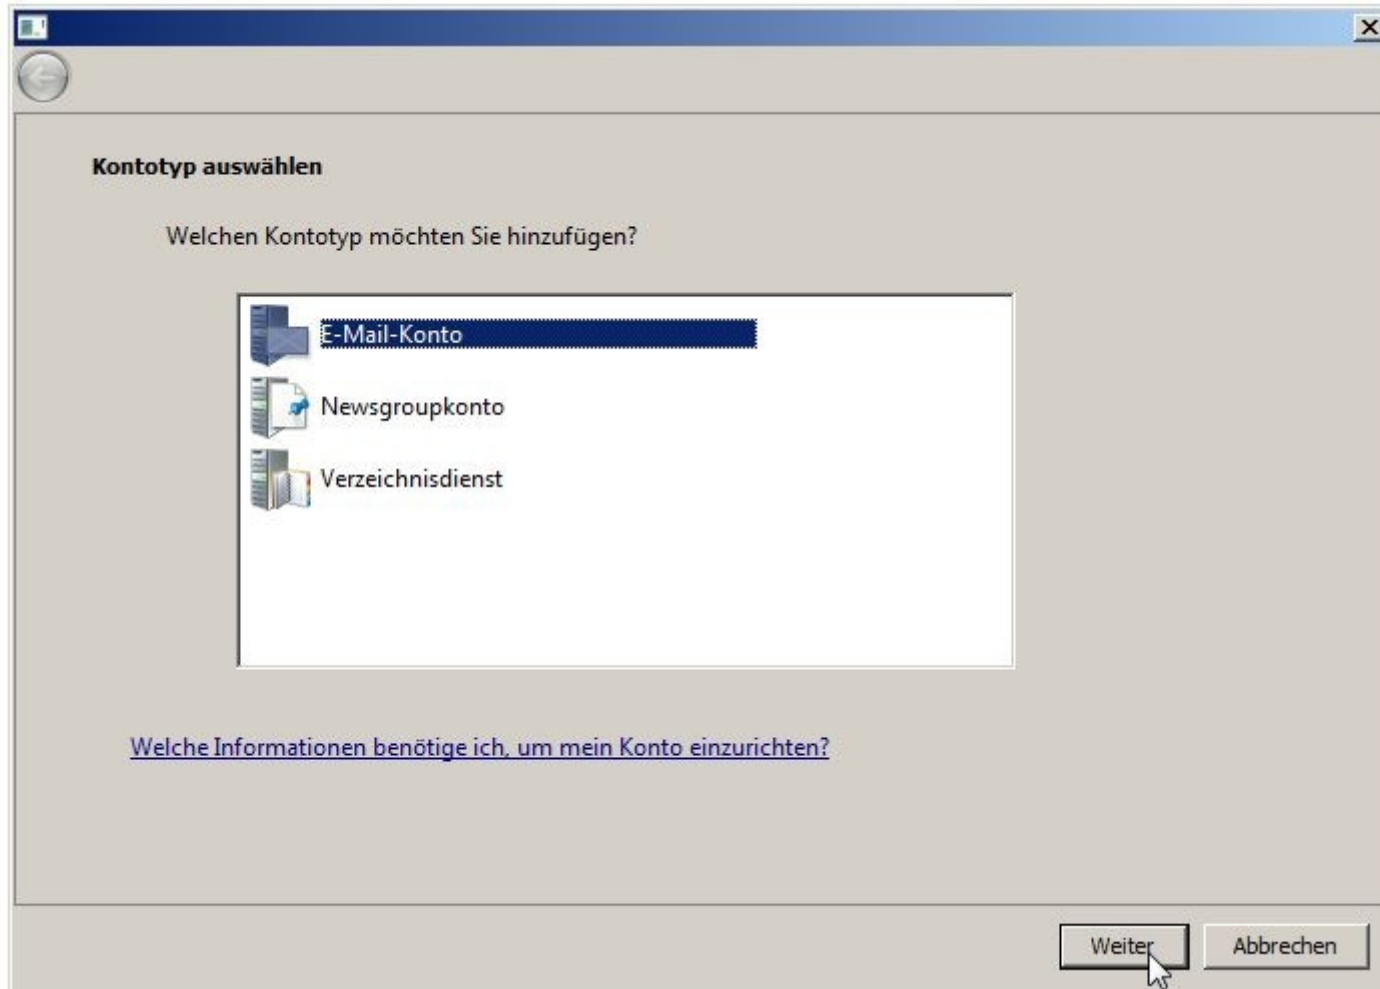 Kontotyp auswählen
Welchen Kontotyp möchten Sie hinzufügen?
E-Mail-Konto
Newsgroupkonto
Verzeichnisdienst
Welche Informationen benötige ich, um mein Konto einzurichten?
Weiter Abbrechen